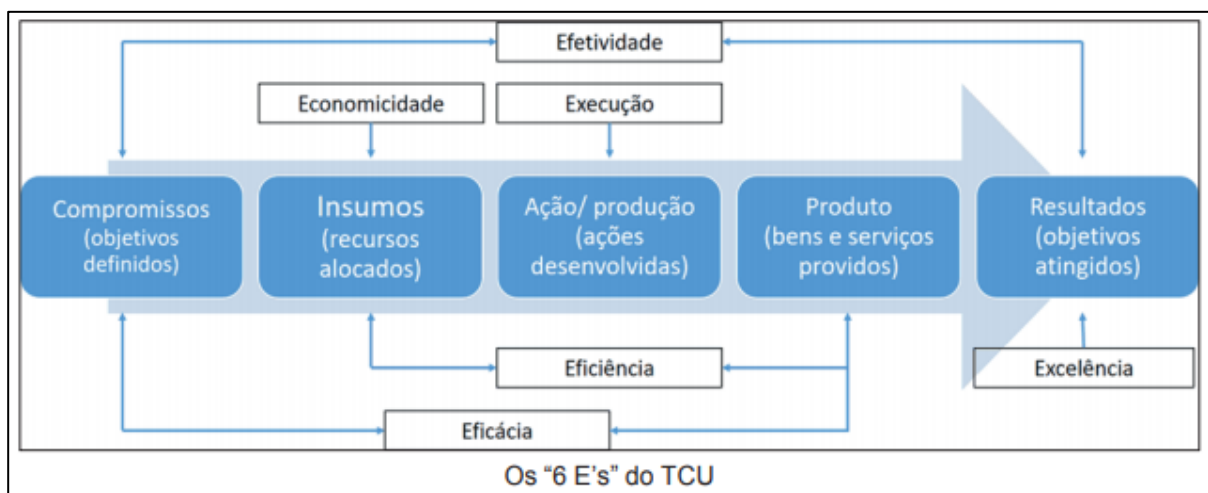 Efetividade
Economicidade
Execução
Compromissos
(objetivos
definidos)
Insumos
(recursos
alocados)
Ação/ produção
(ações
desenvolvidas)
Produto
(bens e serviços
providos)
Resultados
(objetivos
atingidos)
Eficiência
Excelência
Eficácia
Os “6 E’s” do TCU